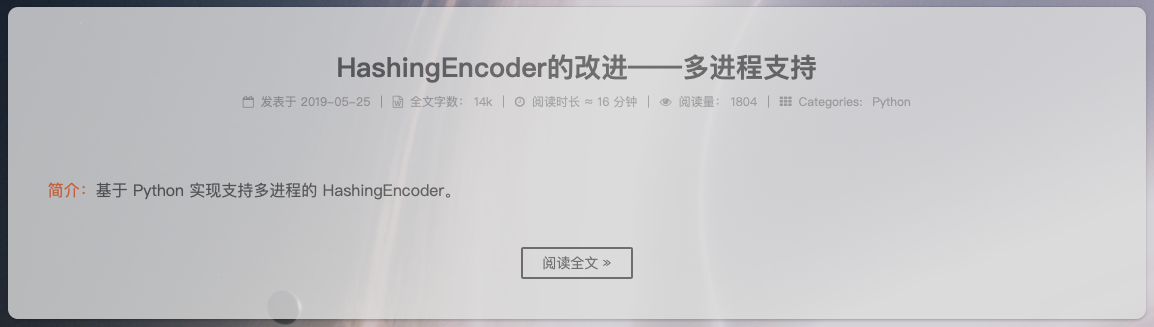 HashingEncoder的改进——多进程支持
发表于 2019-05-25 | 全文字数： 14k | 阅读时长 ≈ 16 分钟 | 阅读量： 1804 | Categories: Python
简介：基于 Python 实现支持多进程的 HashingEncoder。
阅读全文 »